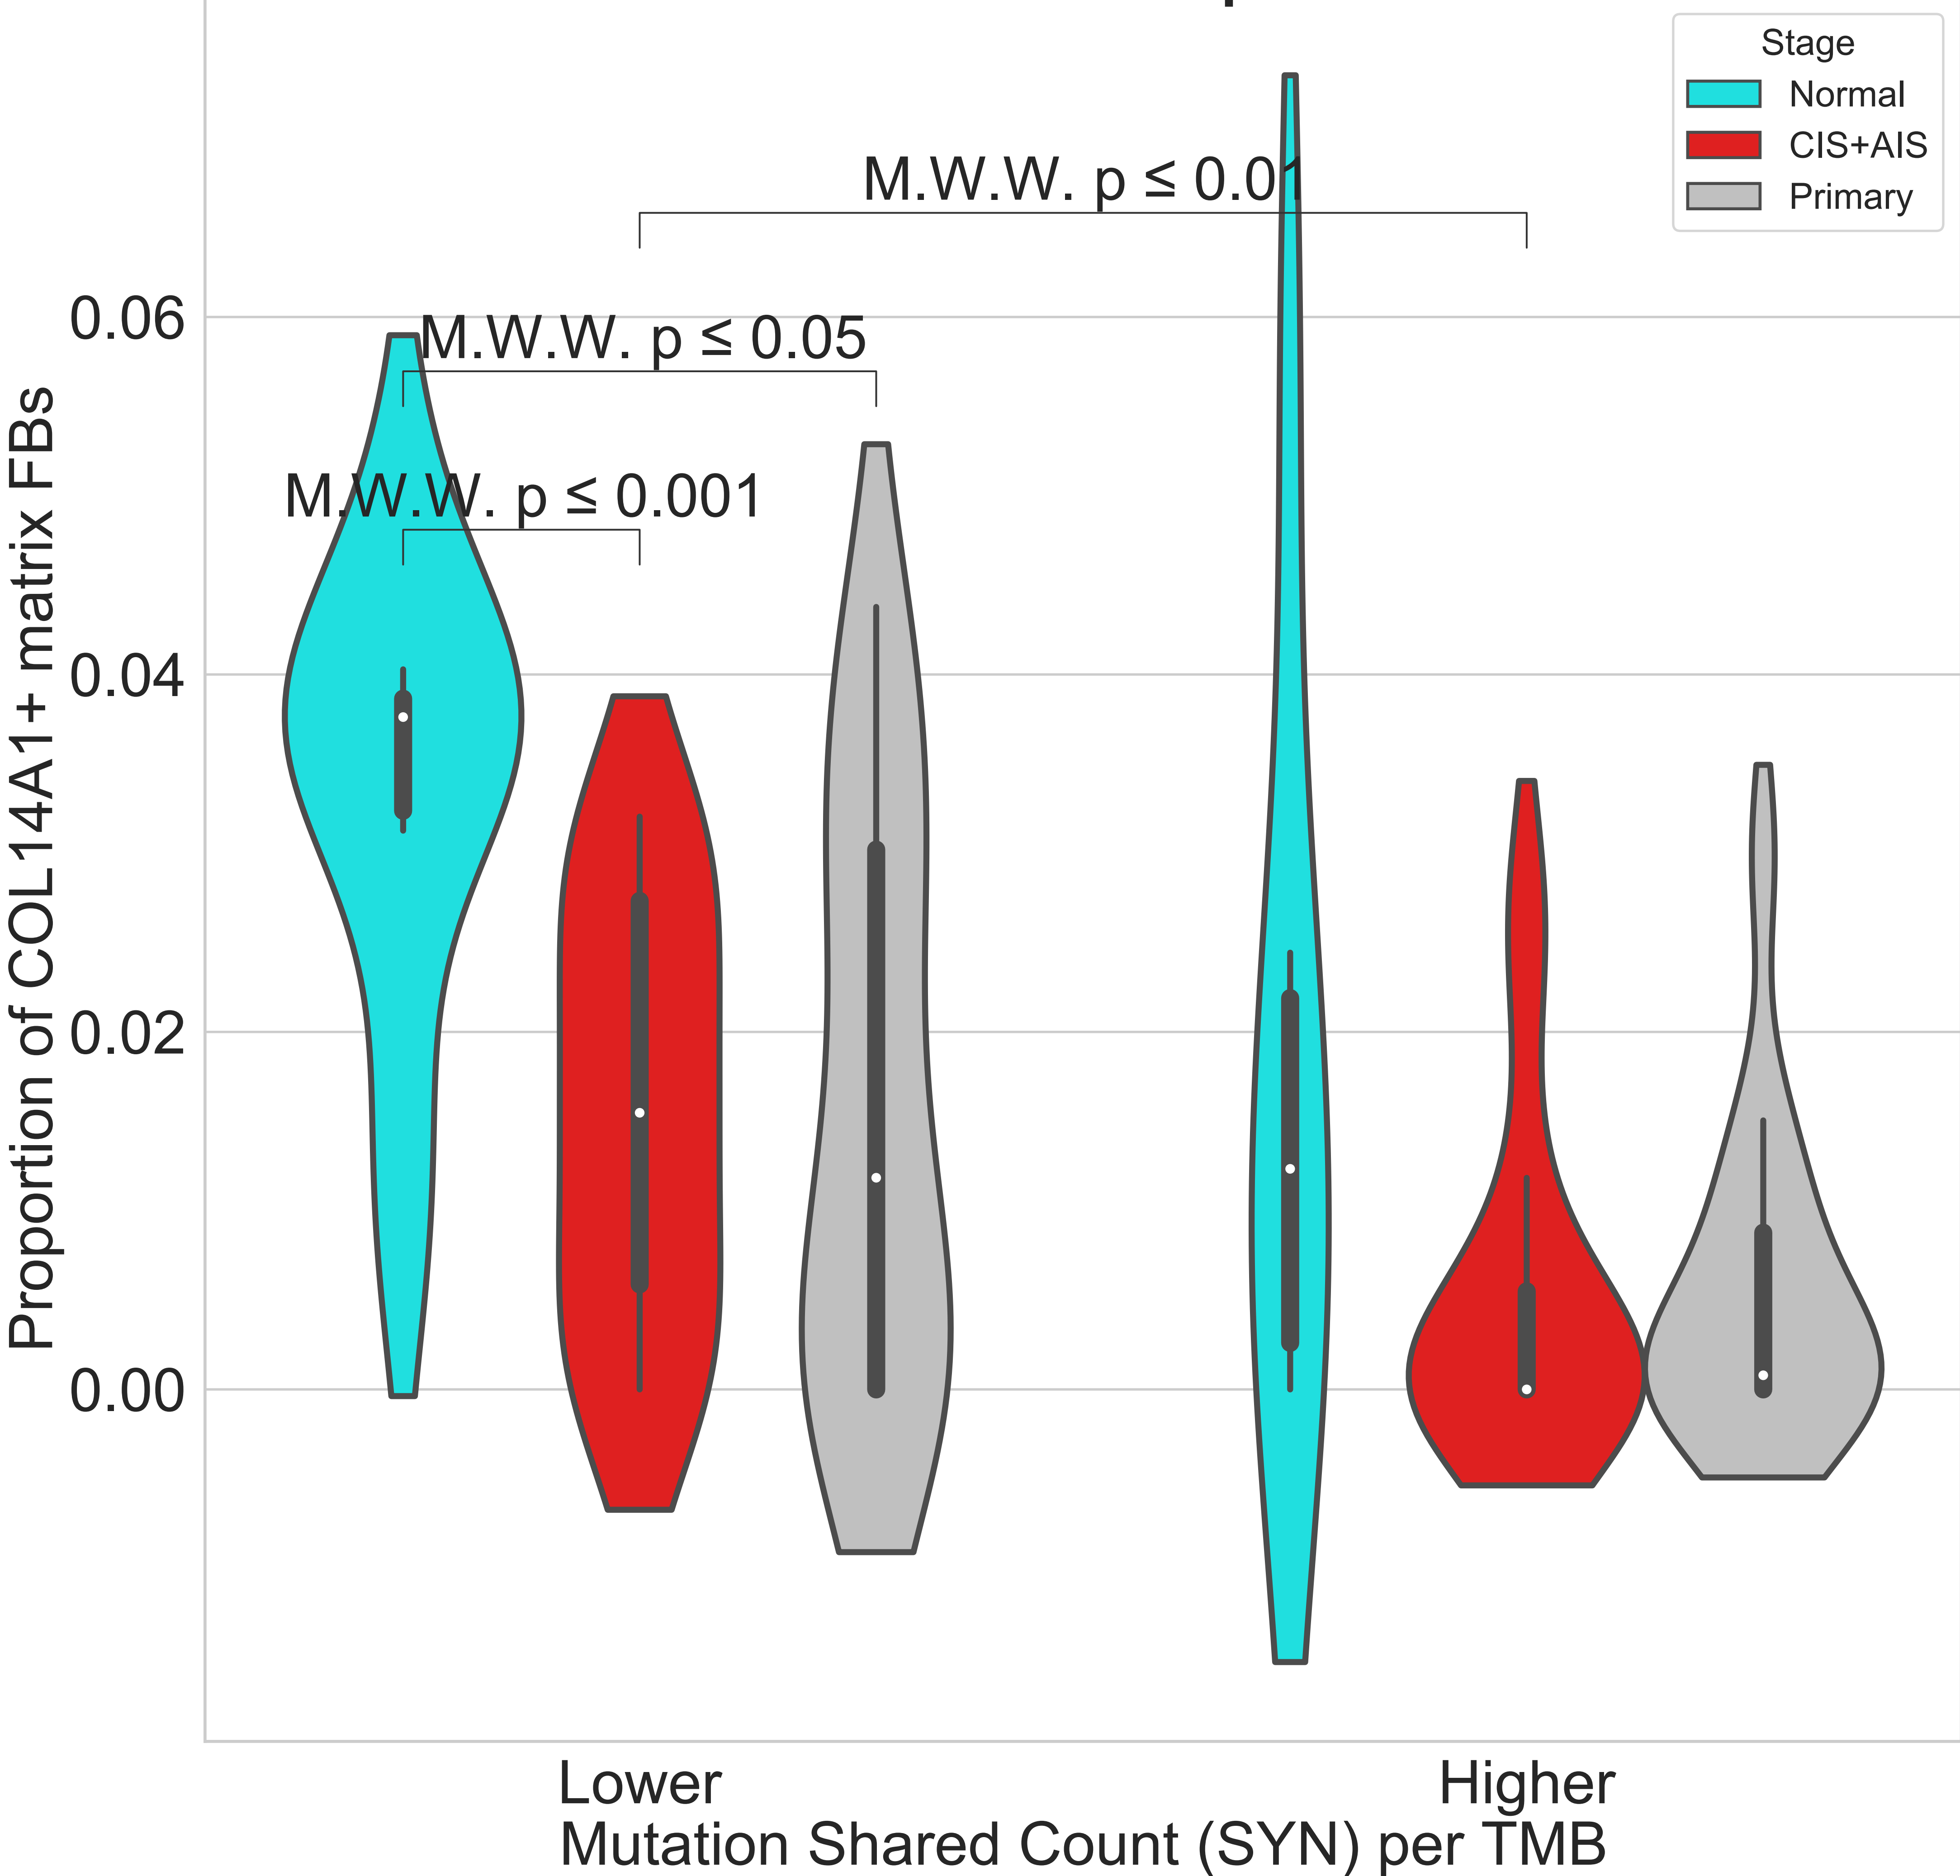 Stage
Normal
CIS+AIS
Primary
M.W.W. p ≤ 0.01
M.W.W. p ≤ 0.05
M.W.W. p ≤ 0.001
0.06
0.04
0.02
0.00
Proportion of COL14A1+ matrix FBs
Lower
Higher
Mutation Shared Count (SYN) per TMB